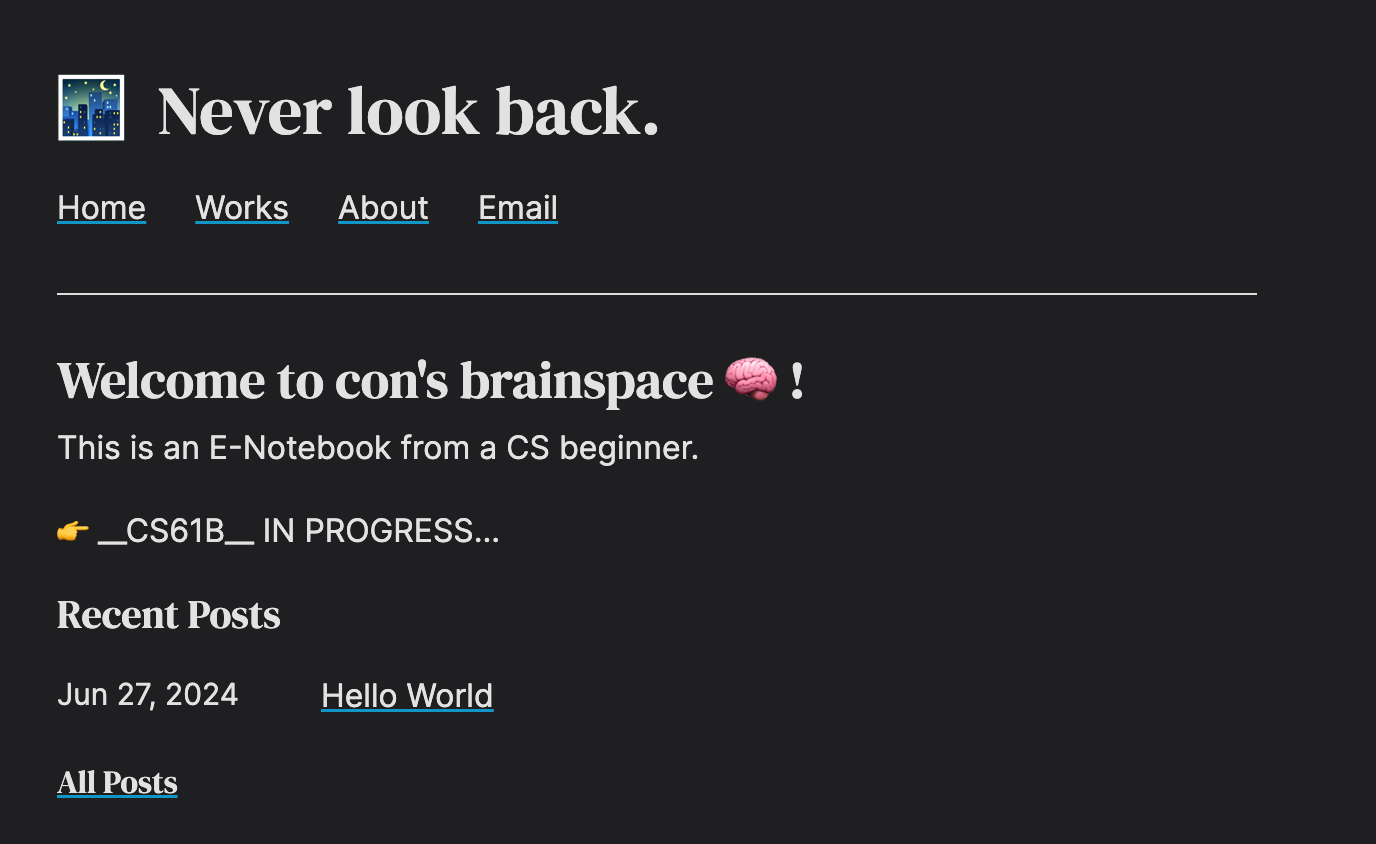 Never look back.
Home Works About Email
Welcome to con's brainspace 🧠 !
This is an E-Notebook from a CS beginner.
👉 __CS61B__ IN PROGRESS...
Recent Posts
Jun 27, 2024 Hello World
All Posts